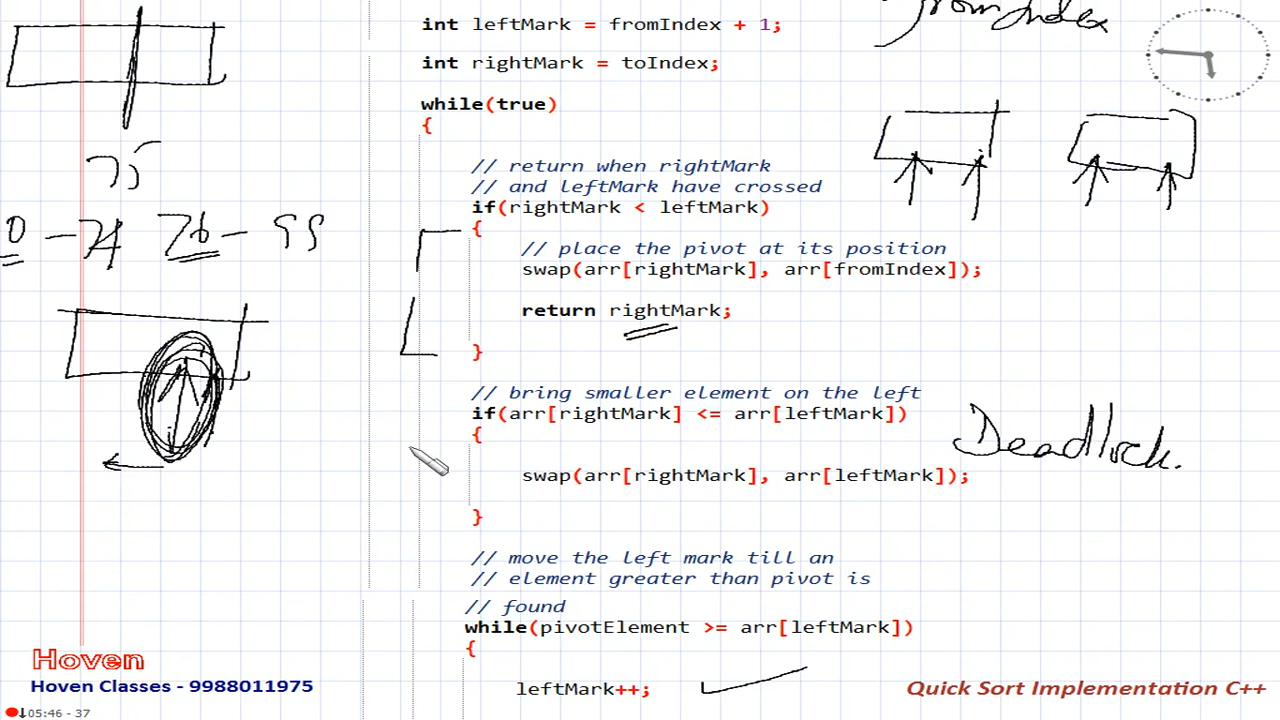 fromIndex
int leftMark = fromIndex + 1;
int rightMark = toIndex;
while(true)
{
// return when rightMark
// and leftMark have crossed
if(rightMark < leftMark)
{
// place the pivot at its position
swap(arr[rightMark], arr[fromIndex]);
return rightMark;
}
// bring smaller element on the left
if(arr[rightMark] <= arr[leftMark])
{
swap(arr[rightMark], arr[leftMark]);
}
// move the left mark till an
// element greater than pivot is
// found
while(pivotElement >= arr[leftMark])
{
leftMark++;
75
0 - 74 76 - 99
Deadlock.
Hoven
Hoven Classes - 9988011975
Quick Sort Implementation C++
05:46 - 37